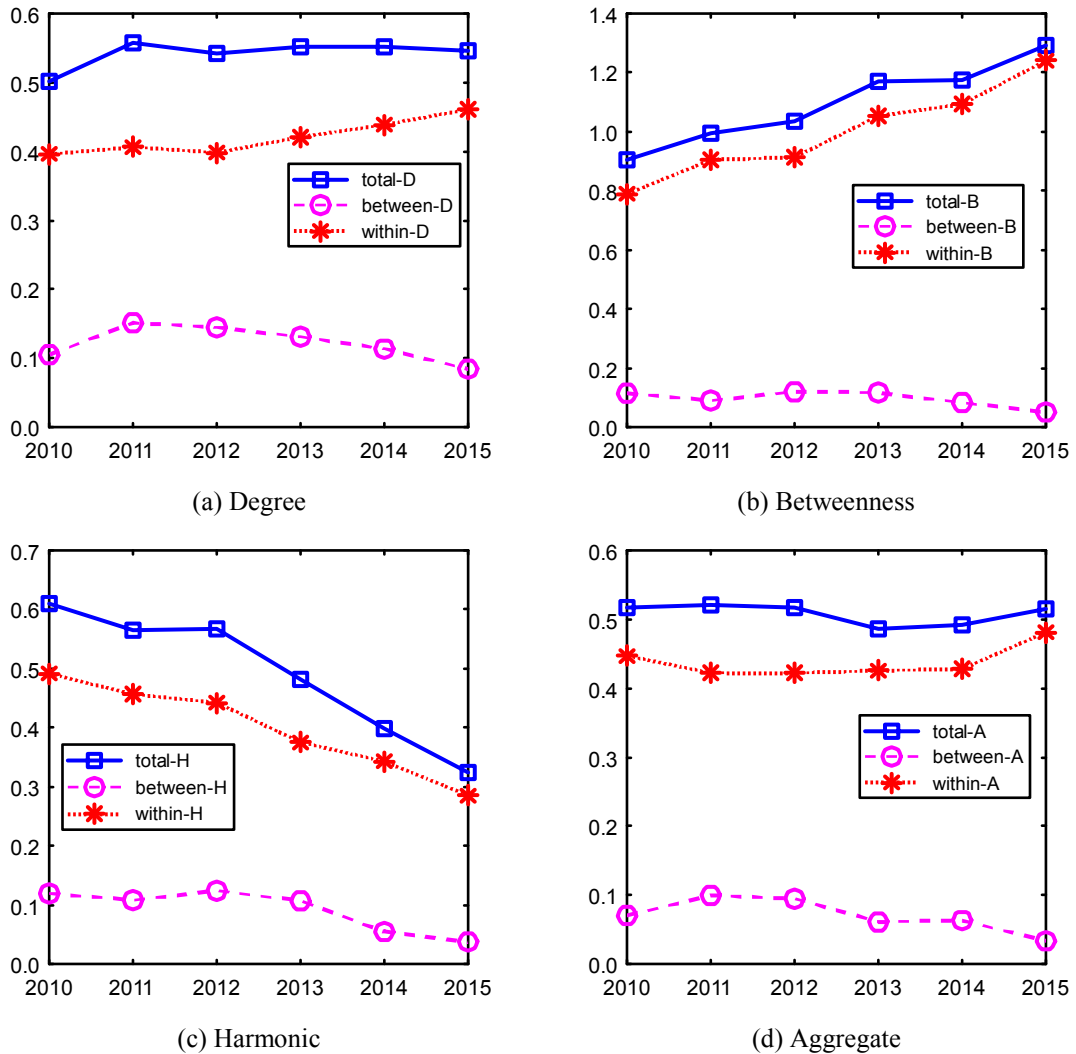 0.6
0.5
0.4
0.3
0.2
0.1
0.0
2010 2011 2012 2013 2014 2015
total-D
between-D
within-D
(a) Degree
1.4
1.2
1.0
0.8
0.6
0.4
0.2
0.0
2010 2011 2012 2013 2014 2015
total-B
between-B
within-B
(b) Betweenness
0.7
0.6
0.5
0.4
0.3
0.2
0.1
0.0
2010 2011 2012 2013 2014 2015
total-H
between-H
within-H
(c) Harmonic
0.6
0.5
0.4
0.3
0.2
0.1
0.0
2010 2011 2012 2013 2014 2015
total-A
between-A
within-A
(d) Aggregate